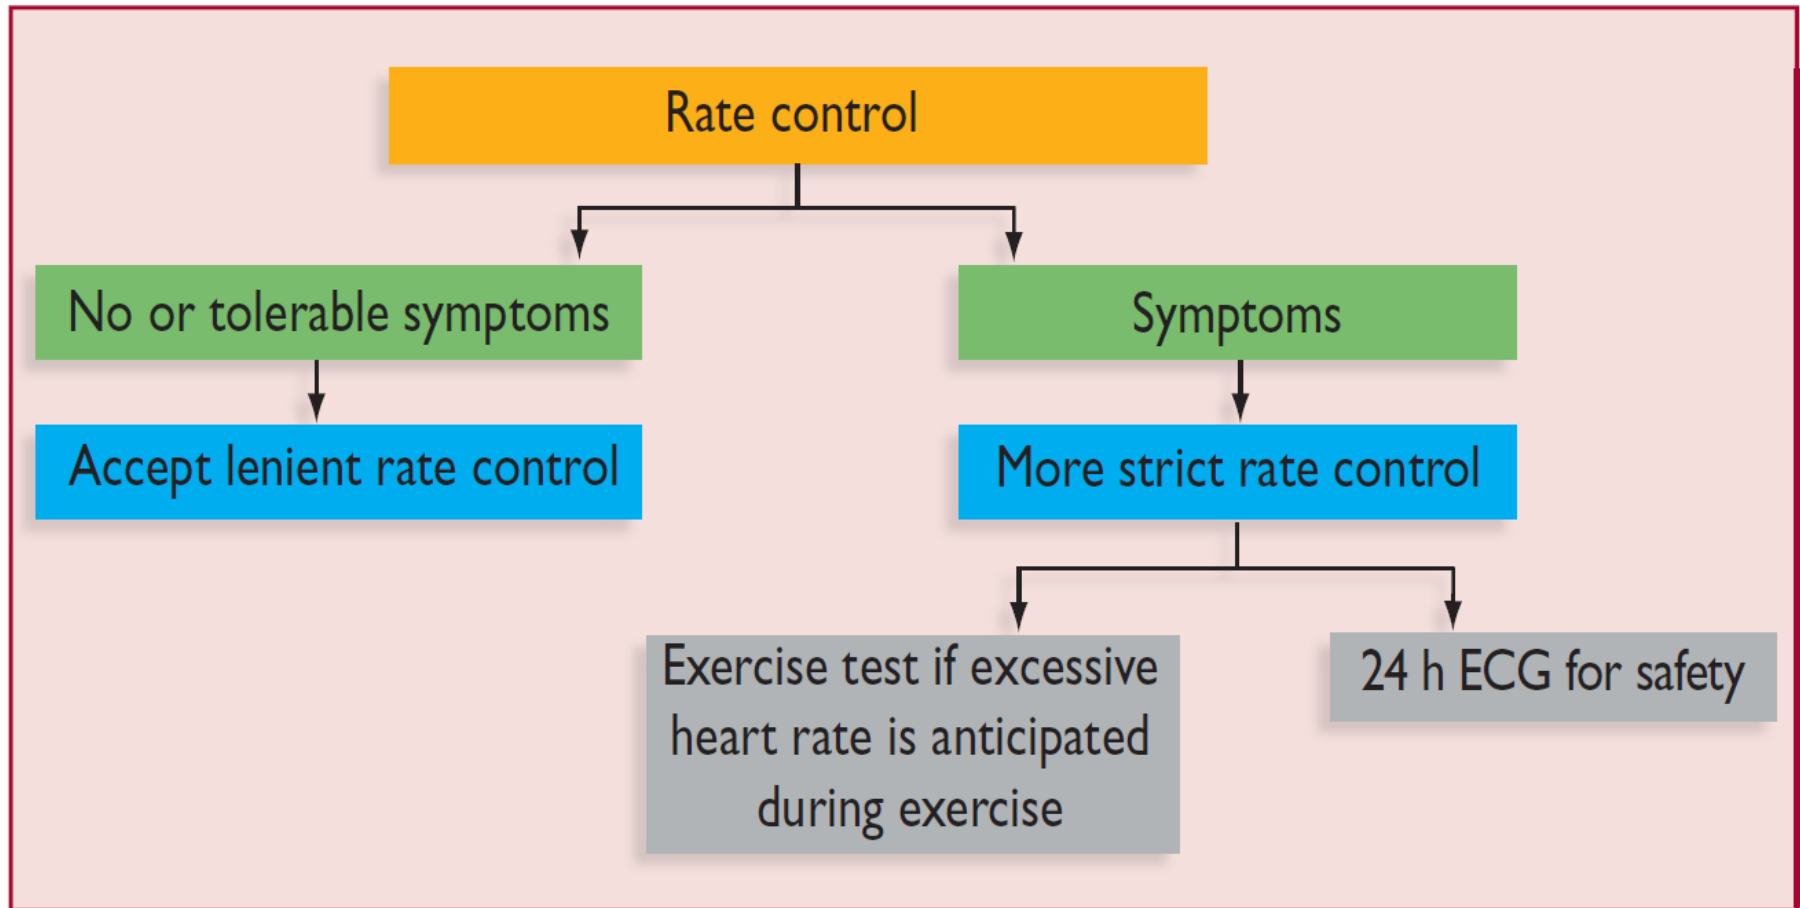 Rate control
No or tolerable symptoms
Symptoms
Accept lenient rate control
More strict rate control
Exercise test if excessive
heart rate is anticipated
during exercise
24 h ECG for safety